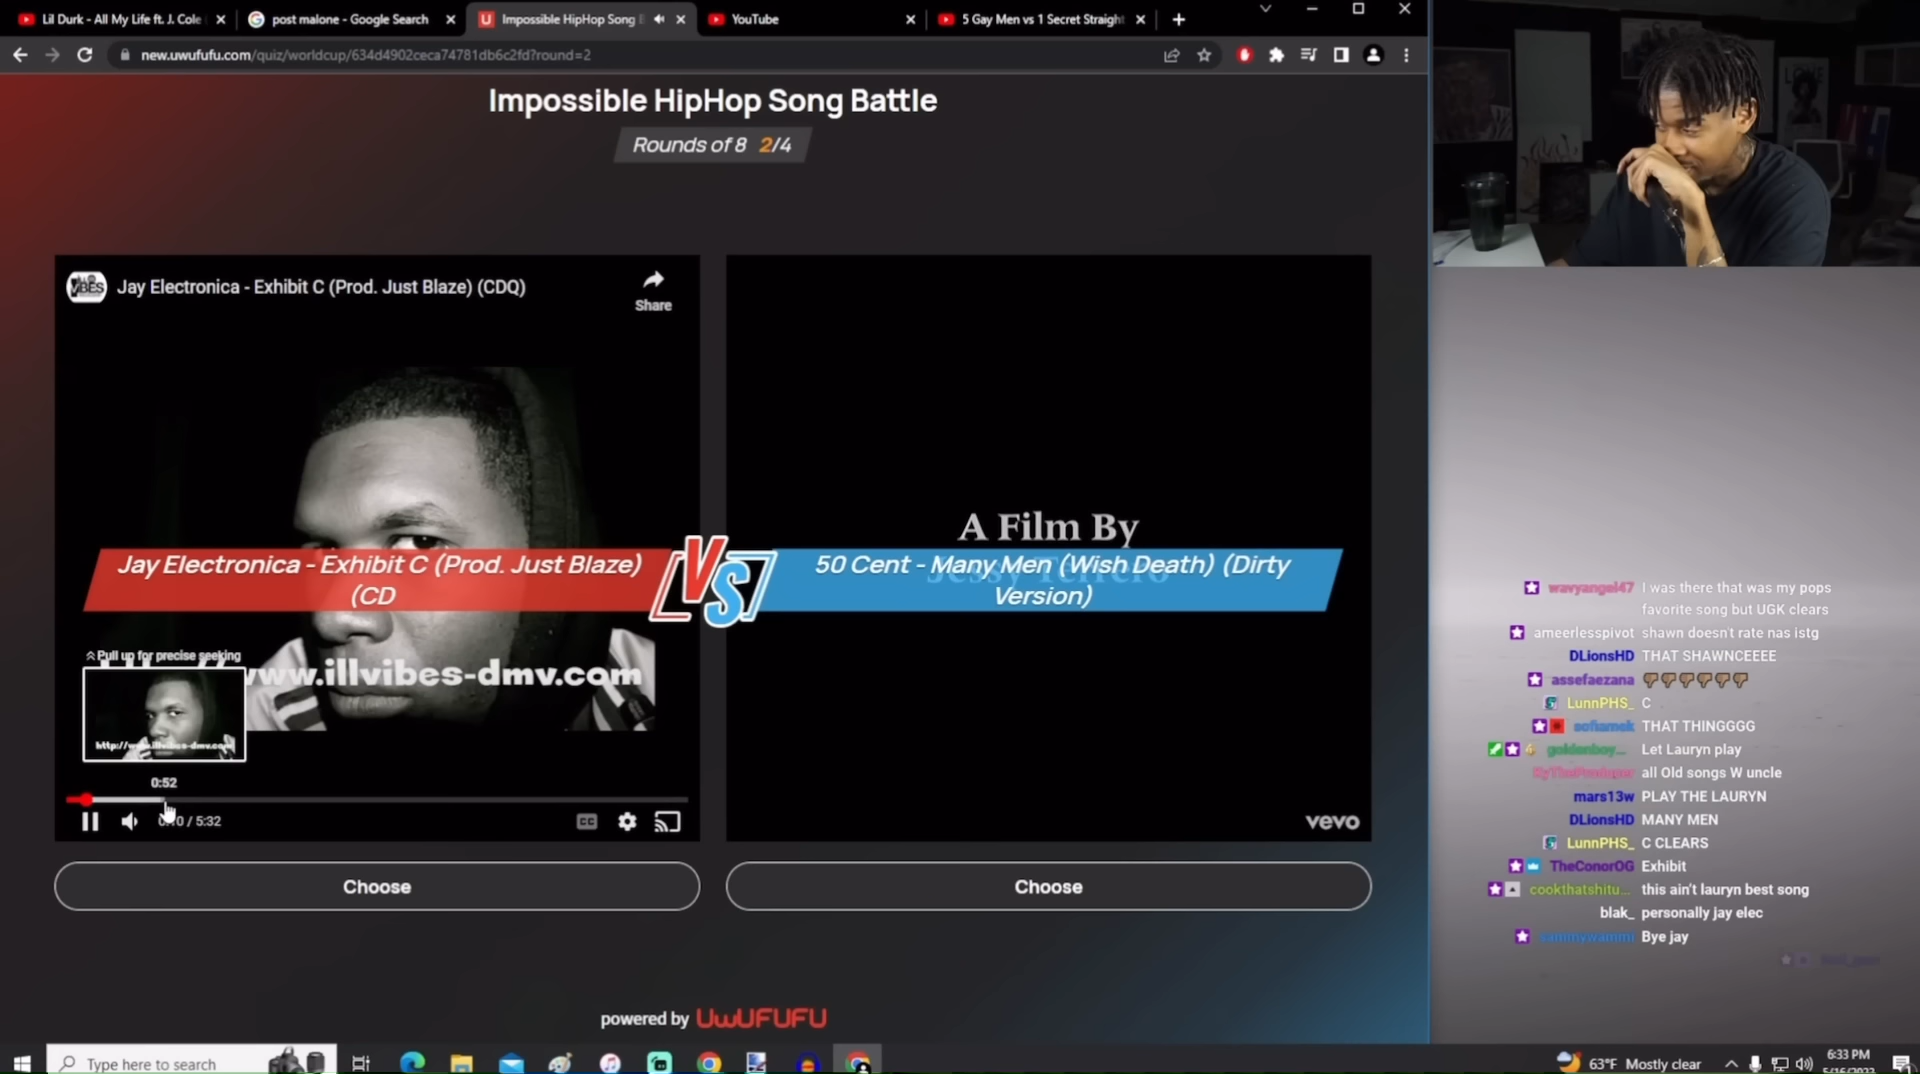 Lil Durk - All My Life ft. J. Cole
post malone - Google Search
Impossible HipHop Song
YouTube
5 Gay Men vs 1 Secret Straight
new.uwufufu.com/quiz/worldcup/634d4902ceca74781db6c2fd?round=2
Impossible HipHop Song Battle
Rounds of 8 2/4
Jay Electronica - Exhibit C (Prod. Just Blaze) (CDQ)
Share
A Film By
Jay Electronica - Exhibit C (Prod. Just Blaze)
(CD
VS
50 Cent - Many Men (Wish Death) (Dirty
Version)
Pull up for precise seeking
www.illvibes-dmv.com
0:52
0:10 / 5:32
CC
vevo
Choose
Choose
powered by UwUFUFU
wavyangel47 I was there that was my pops
favorite song but UGK clears
ameerlesspivot shawn doesn't rate nas istg
DLionsHD THAT SHAWNCEEEE
assefaezana
LunnPHS_ C
sofiamek THAT THINGGGG
goldenboy... Let Lauryn play
KyTheProduper all Old songs W uncle
mars13w PLAY THE LAURYN
DLionsHD MANY MEN
LunnPHS_ C CLEARS
TheConorOG Exhibit
cookthatshitu... this ain't lauryn best song
blak_ personally jay elec
Bye jay
Type here to search
63°F Mostly clear
6:33 PM